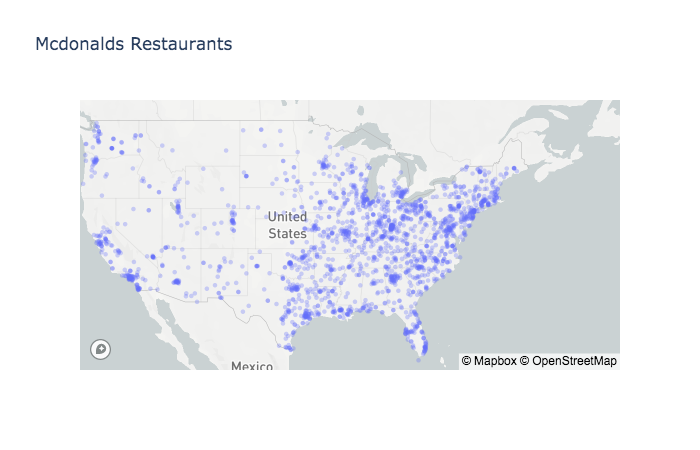 Mcdonalds Restaurants
United
States
Mexico
© Mapbox © OpenStreetMap